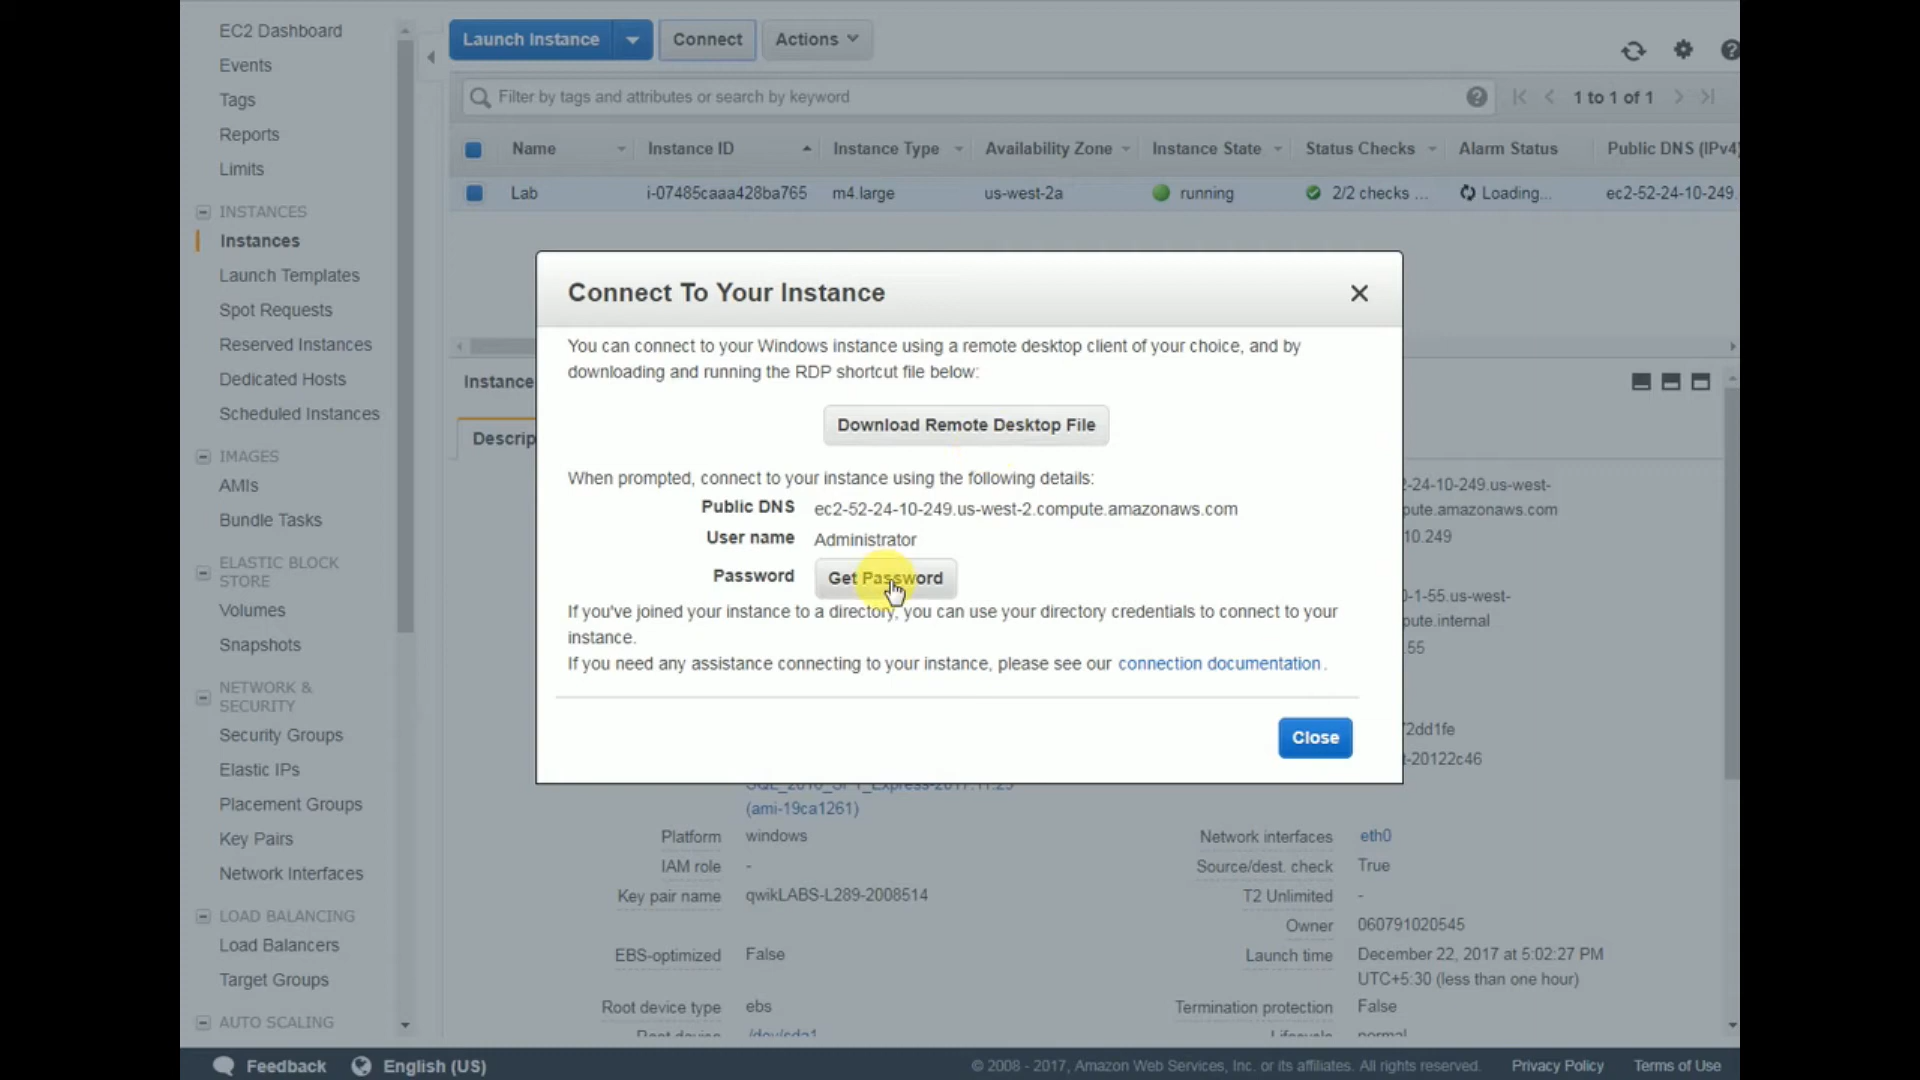 EC2 Dashboard
Events
Tags
Reports
Limits
INSTANCES
Instances
Launch Templates
Spot Requests
Reserved Instances
Dedicated Hosts
Scheduled Instances
IMAGES
AMIs
Bundle Tasks
ELASTIC BLOCK
STORE
Volumes
Snapshots
NETWORK &
SECURITY
Security Groups
Elastic IPs
Placement Groups
Key Pairs
Network Interfaces
LOAD BALANCING
Load Balancers
Target Groups
AUTO SCALING
Launch Instance Connect Actions
Filter by tags and attributes or search by keyword 1 to 1 of 1
Name Instance ID Instance Type Availability Zone Instance State Status Checks Alarm Status Public DNS (IPv4)
Lab i-07485caaa428ba765 m4.large us-west-2a running 2/2 checks ... Loading... ec2-52-24-10-249.
Instance
Descrip
Connect To Your Instance
You can connect to your Windows instance using a remote desktop client of your choice, and by
downloading and running the RDP shortcut file below:
Download Remote Desktop File
When prompted, connect to your instance using the following details:
Public DNS ec2-52-24-10-249.us-west-2.compute.amazonaws.com
User name Administrator
Password Get Password
If you've joined your instance to a directory, you can use your directory credentials to connect to your
instance.
If you need any assistance connecting to your instance, please see our connection documentation.
Close
2-24-10-249.us-west-
pute.amazonaws.com
10.249
0-1-55.us-west-
pute.internal
.55
72dd1fe
-20122c46
(ami-19ca1261)
Platform windows
IAM role -
Key pair name qwikLABS-L289-2008514
EBS-optimized False
Root device type ebs
Root device /dev/sda1
Network interfaces eth0
Source/dest. check True
T2 Unlimited -
Owner 060791020545
Launch time December 22, 2017 at 5:02:27 PM
UTC+5:30 (less than one hour)
Termination protection False
Lifecycle normal
Feedback English (US) © 2008 - 2017, Amazon Web Services, Inc. or its affiliates. All rights reserved. Privacy Policy Terms of Use